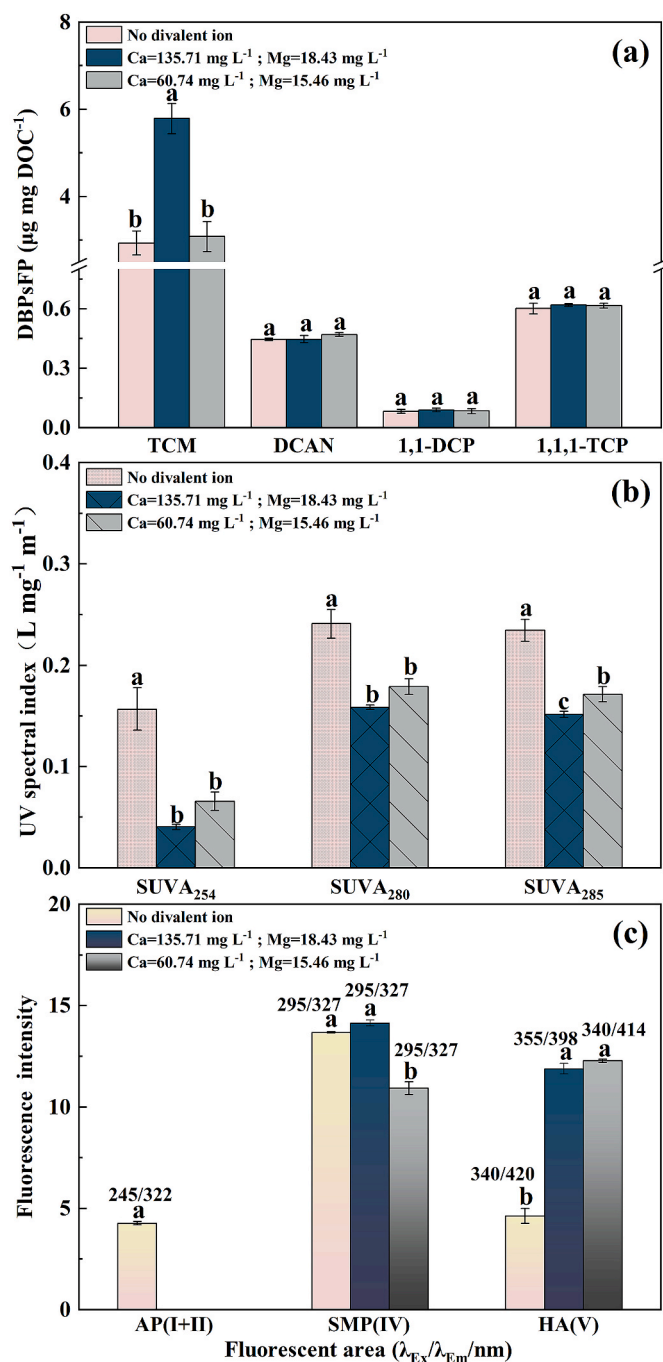 No divalent ion
Ca=135.71 mg L⁻¹ ; Mg=18.43 mg L⁻¹
Ca=60.74 mg L⁻¹ ; Mg=15.46 mg L⁻¹
(a)
DBPsFP (μg mg DOC⁻¹)
8
6
4
0.6
0.3
0.0
b a b
a a a
a a a
a a a
TCM DCAN 1,1-DCP 1,1,1-TCP
No divalent ion
Ca=135.71 mg L⁻¹ ; Mg=18.43 mg L⁻¹
Ca=60.74 mg L⁻¹ ; Mg=15.46 mg L⁻¹
(b)
UV spectral index（L mg⁻¹ m⁻¹)
0.4
0.3
0.2
0.1
0.0
a b b
a b b
a c b
SUVA₂₅₄ SUVA₂₈₀ SUVA₂₈₅
No divalent ion
Ca=135.71 mg L⁻¹ ; Mg=18.43 mg L⁻¹
Ca=60.74 mg L⁻¹ ; Mg=15.46 mg L⁻¹
(c)
Fluorescence intensity
20
15
10
5
0
245/322
a
295/327
a
295/327
a
295/327
b
340/420
b
355/398
a
340/414
a
AP(I+II) SMP(IV) HA(V)
Fluorescent area (λEx/λEm/nm)